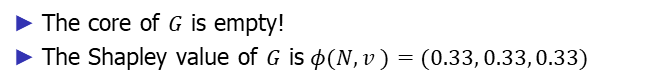 ▶ The core of G is empty!
▶ The Shapley value of G is ϕ(N, v ) = (0.33, 0.33, 0.33)